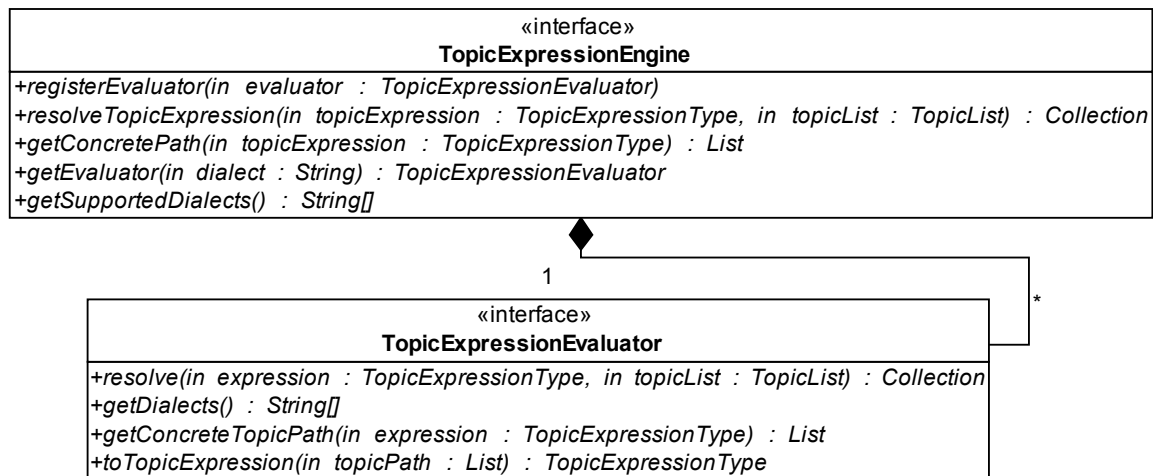 «interface»
TopicExpressionEngine
+registerEvaluator(in evaluator : TopicExpressionEvaluator)
+resolveTopicExpression(in topicExpression : TopicExpressionType, in topicList : TopicList) : Collection
+getConcretePath(in topicExpression : TopicExpressionType) : List
+getEvaluator(in dialect : String) : TopicExpressionEvaluator
+getSupportedDialects() : String[]
1
*
«interface»
TopicExpressionEvaluator
+resolve(in expression : TopicExpressionType, in topicList : TopicList) : Collection
+getDialects() : String[]
+getConcreteTopicPath(in expression : TopicExpressionType) : List
+toTopicExpression(in topicPath : List) : TopicExpressionType